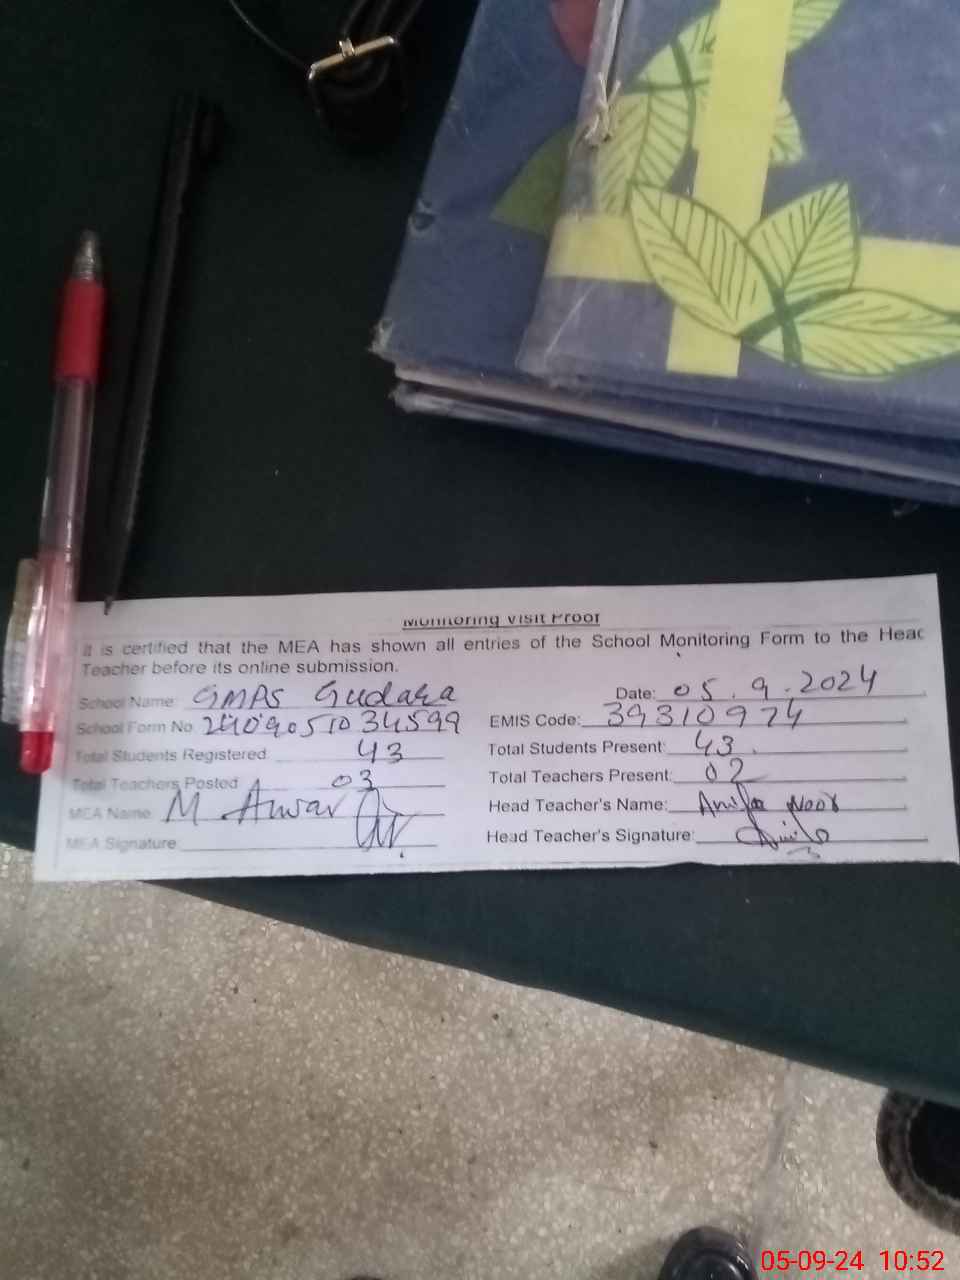 Monitoring Visit Proof
It is certified that the MEA has shown all entries of the School Monitoring Form to the Head
Teacher before its online submission.
School Name: GMPS Gudara Date: 05.9.2024
School Form No 2409051034599 EMIS Code: 39310974
Total Students Registered 43 Total Students Present: 43
Total Teachers Posted 03 Total Teachers Present: 02
MEA Name M Anwar Head Teacher's Name: Anila Noor
MEA Signature Head Teacher's Signature: Anila
05-09-24 10:52